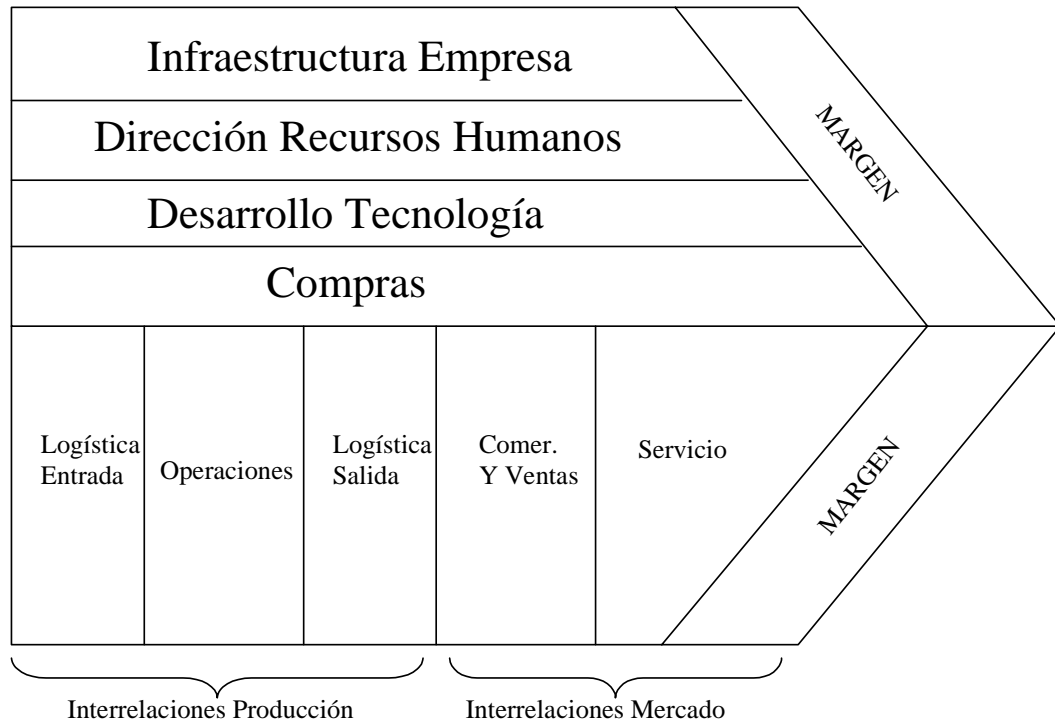 Infraestructura Empresa
Dirección Recursos Humanos
Desarrollo Tecnología
Compras
MARGEN
Logística
Entrada
Operaciones
Logística
Salida
Comer.
Y Ventas
Servicio
MARGEN
Interrelaciones Producción
Interrelaciones Mercado